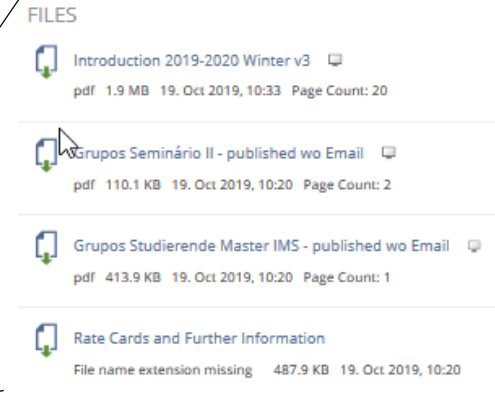 FILES
Introduction 2019-2020 Winter v3
pdf 1.9 MB 19. Oct 2019, 10:33 Page Count: 20
Grupos Seminário II - published wo Email
pdf 110.1 KB 19. Oct 2019, 10:20 Page Count: 2
Grupos Studierende Master IMS - published wo Email
pdf 413.9 KB 19. Oct 2019, 10:20 Page Count: 1
Rate Cards and Further Information
File name extension missing 487.9 KB 19. Oct 2019, 10:20